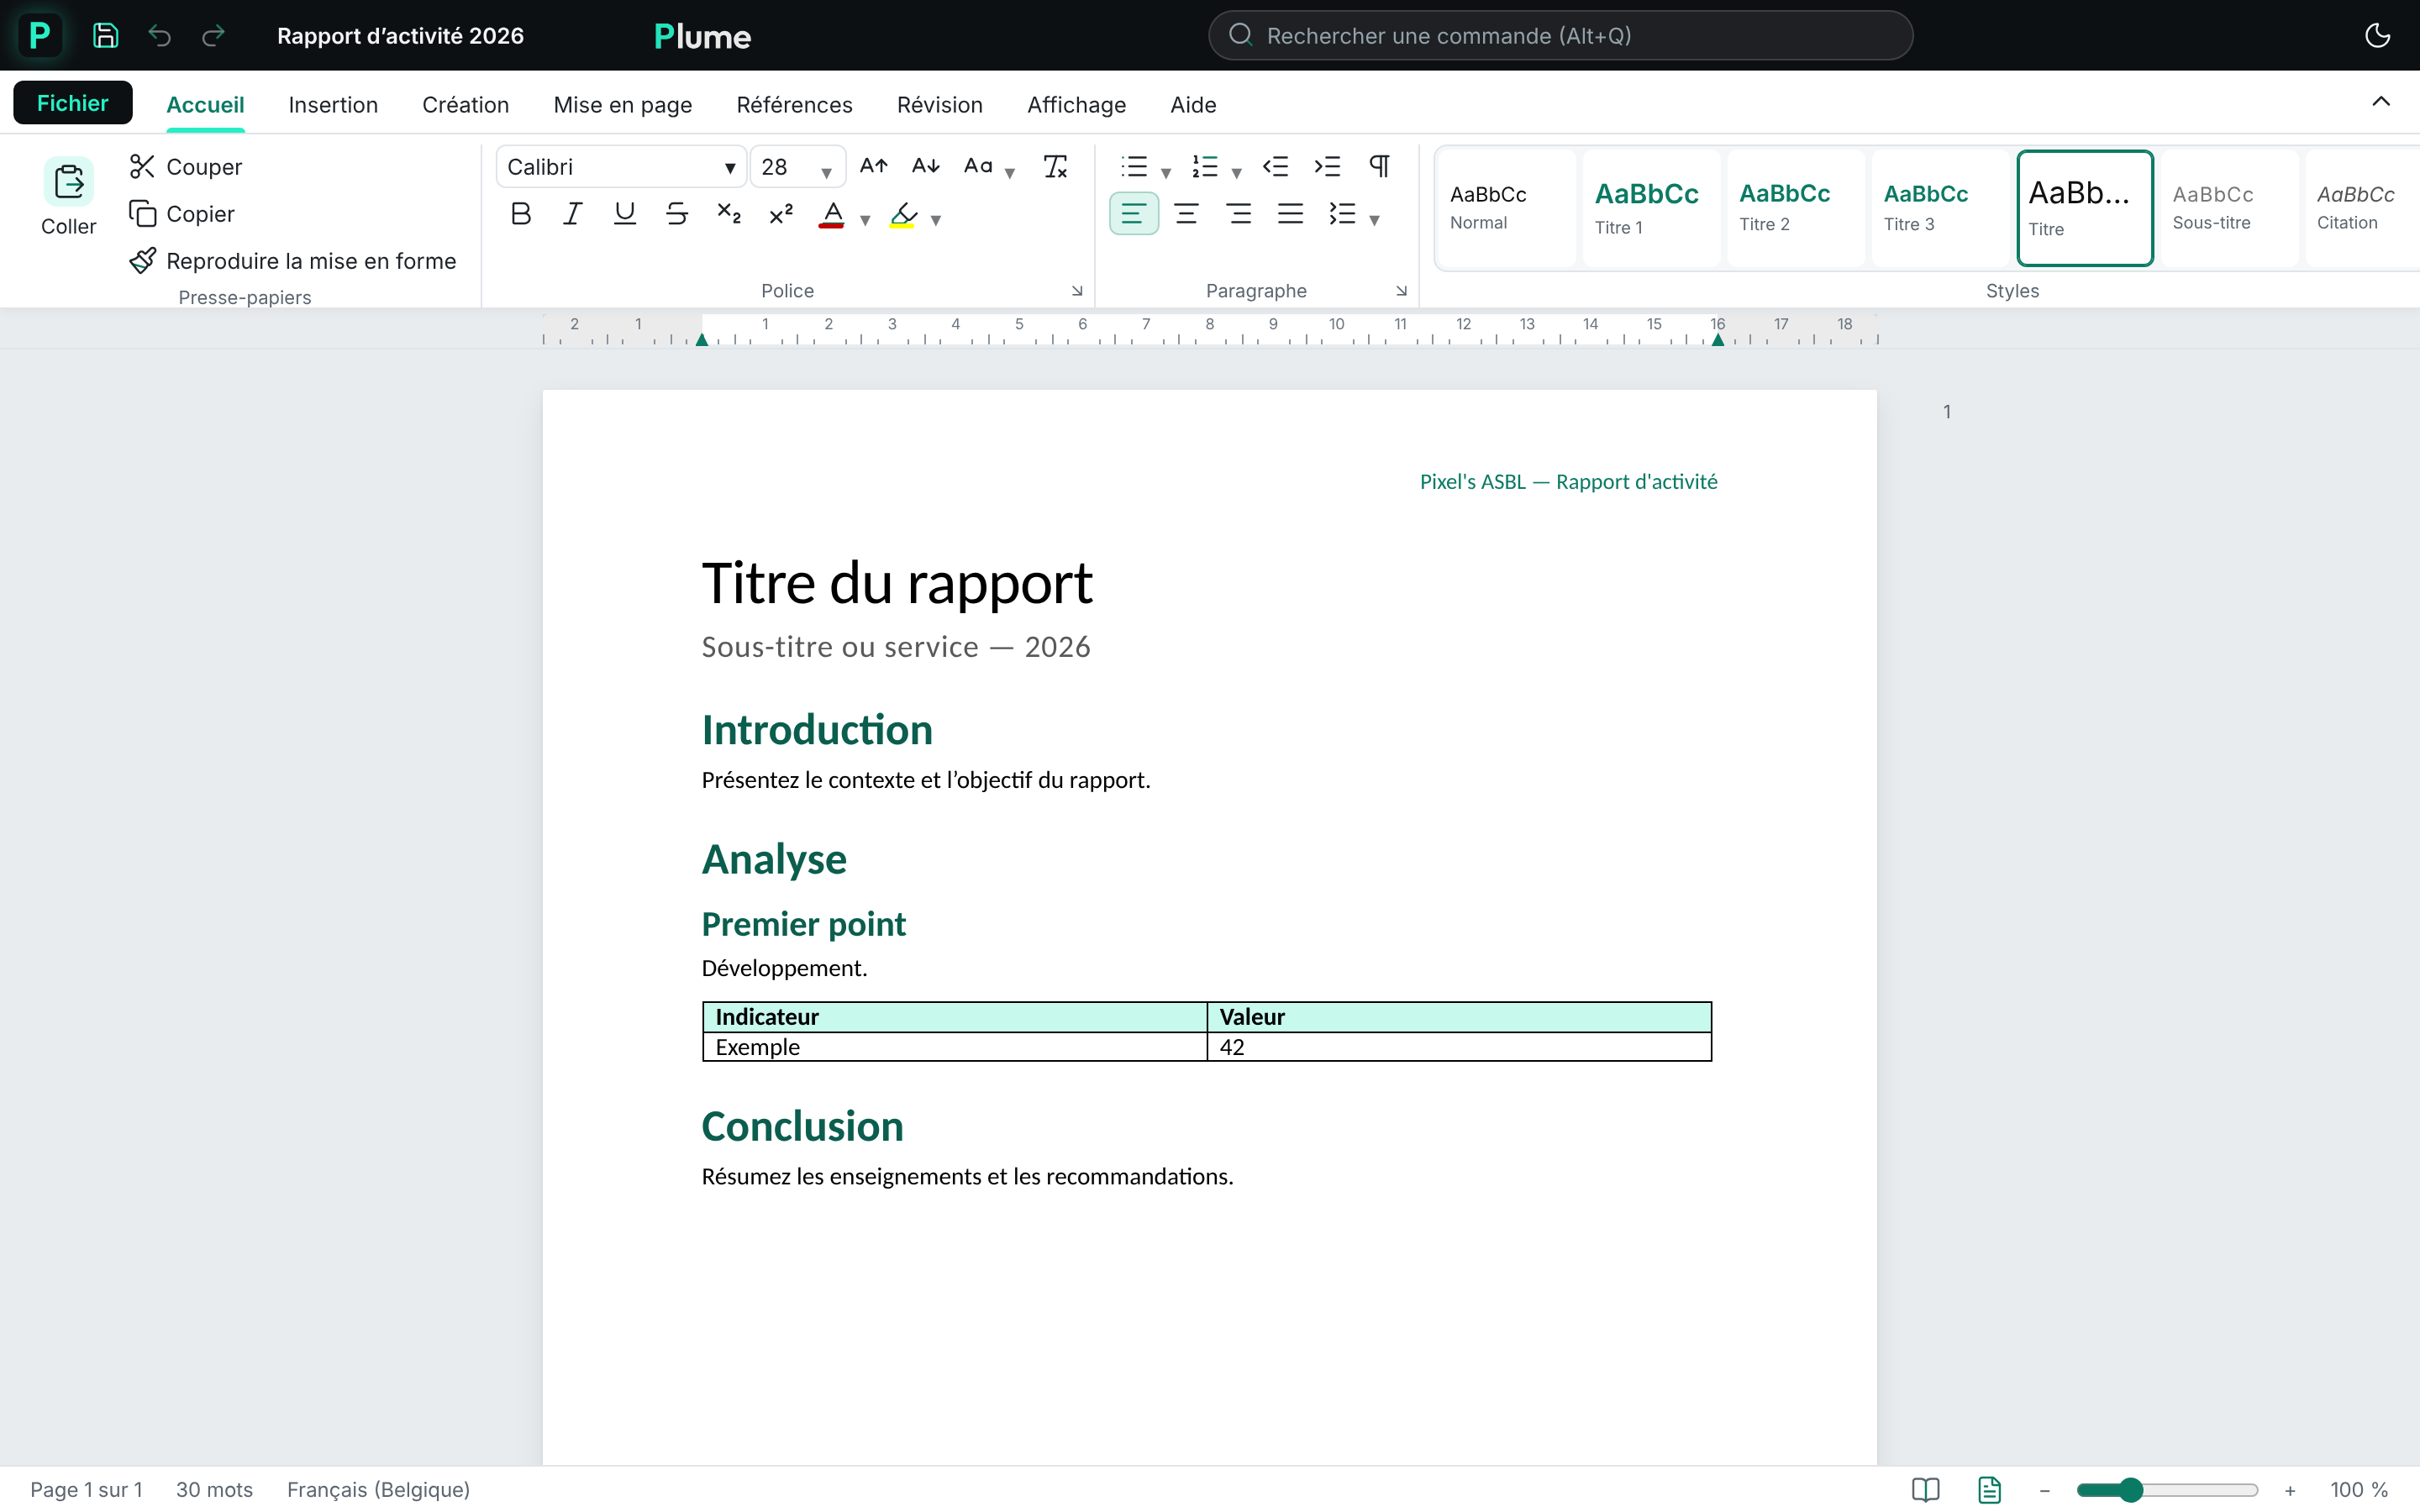 P Rapport d’activité 2026 Plume Rechercher une commande (Alt+Q)
Fichier Accueil Insertion Création Mise en page Références Révision Affichage Aide
Coller
Couper
Copier
Reproduire la mise en forme
Presse-papiers
Calibri 28 Aa
Police
Paragraphe
AaBbCc Normal
AaBbCc Titre 1
AaBbCc Titre 2
AaBbCc Titre 3
AaBb... Titre
AaBbCc Sous-titre
AaBbCc Citation
Styles
2 1 1 2 3 4 5 6 7 8 9 10 11 12 13 14 15 16 17 18
1
Pixel's ASBL — Rapport d'activité
Titre du rapport
Sous-titre ou service — 2026
Introduction
Présentez le contexte et l’objectif du rapport.
Analyse
Premier point
Développement.
Indicateur Valeur
Exemple 42
Conclusion
Résumez les enseignements et les recommandations.
Page 1 sur 1 30 mots Français (Belgique) − + 100 %